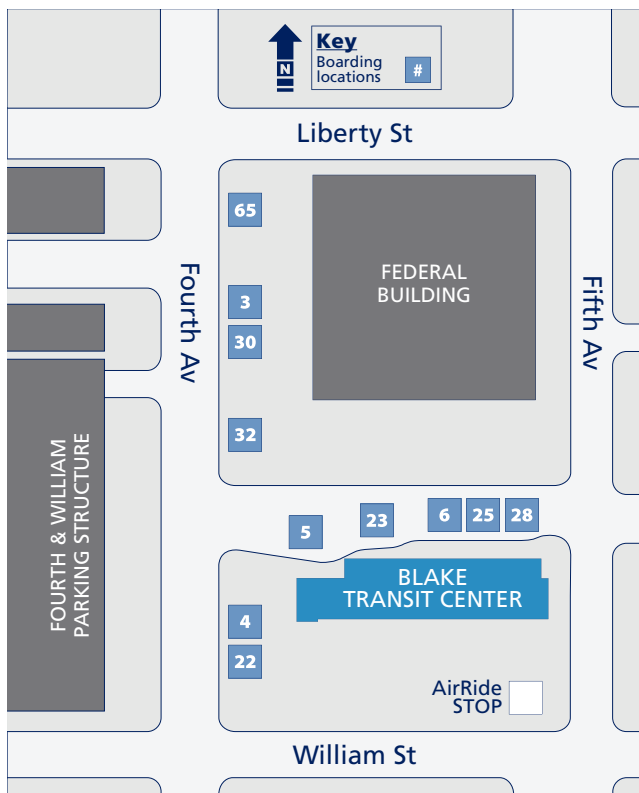 Key
Boarding
locations
#
N
Liberty St
65
FEDERAL
BUILDING
Fourth Av
Fifth Av
3
30
32
FOURTH & WILLIAM
PARKING STRUCTURE
5
23
6
25
28
BLAKE
TRANSIT CENTER
4
22
AirRide
STOP
William St